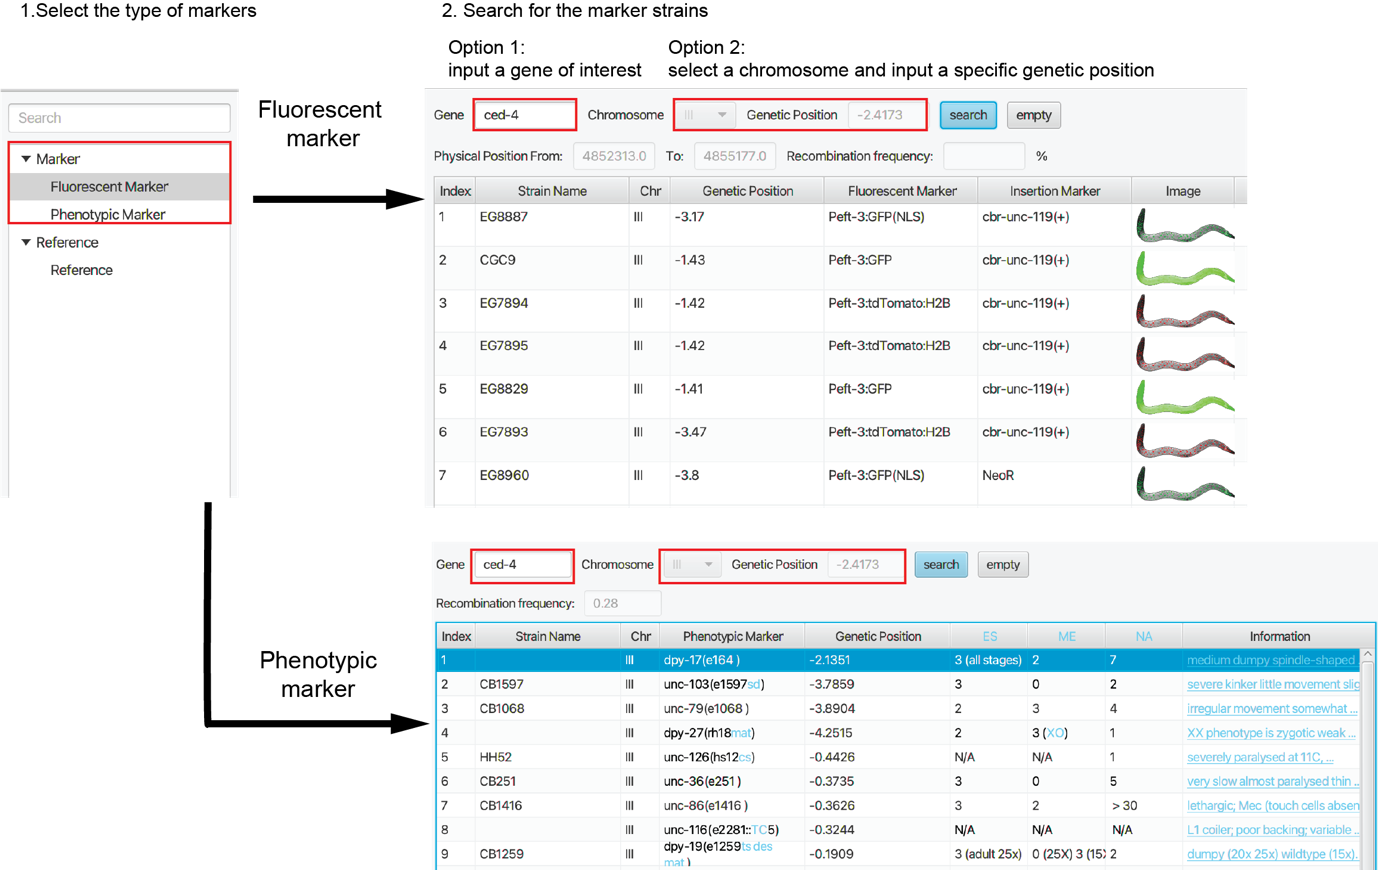 1.Select the type of markers
2. Search for the marker strains
Option 1:
input a gene of interest
Option 2:
select a chromosome and input a specific genetic position
Search
Marker
Fluorescent Marker
Phenotypic Marker
Reference
Reference
Fluorescent
marker
Gene ced-4 Chromosome III Genetic Position -2.4173 search empty
Physical Position From: 4852313.0 To: 4855177.0 Recombination frequency: %
Index Strain Name Chr Genetic Position Fluorescent Marker Insertion Marker Image
1 EG8887 III -3.17 Peft-3:GFP(NLS) cbr-unc-119(+)
2 CGC9 III -1.43 Peft-3:GFP cbr-unc-119(+)
3 EG7894 III -1.42 Peft-3:tdTomato:H2B cbr-unc-119(+)
4 EG7895 III -1.42 Peft-3:tdTomato:H2B cbr-unc-119(+)
5 EG8829 III -1.41 Peft-3:GFP cbr-unc-119(+)
6 EG7893 III -3.47 Peft-3:tdTomato:H2B cbr-unc-119(+)
7 EG8960 III -3.8 Peft-3:GFP(NLS) NeoR
Phenotypic
marker
Gene ced-4 Chromosome III Genetic Position -2.4173 search empty
Recombination frequency: 0.28
Index Strain Name Chr Phenotypic Marker Genetic Position ES ME NA Information
1 III dpy-17(e164 ) -2.1351 3 (all stages) 2 7 medium dumpy spindle-shaped
2 CB1597 III unc-103(e1597sd) -3.7859 3 0 2 severe kinker little movement slig
3 CB1068 III unc-79(e1068 ) -3.8904 2 3 4 irregular movement somewhat ...
4 III dpy-27(rh18mat) -4.2515 2 3 (XO) 1 XX phenotype is zygotic weak ...
5 HH52 III unc-126(hs12cs) -0.4426 N/A N/A 1 severely paralysed at 11C, ...
6 CB251 III unc-36(e251 ) -0.3735 3 0 5 very slow almost paralysed thin ..
7 CB1416 III unc-86(e1416 ) -0.3626 3 2 > 30 lethargic; Mec (touch cells absen
8 III unc-116(e2281::TC5) -0.3244 N/A N/A N/A L1 coiler; poor backing; variable ...
9 CB1259 III dpy-19(e1259ts des -0.1909 3 (adult 25x) 0 (25X) 3 (15X 2 dumpy (20x 25x) wildtype (15x).
mat )